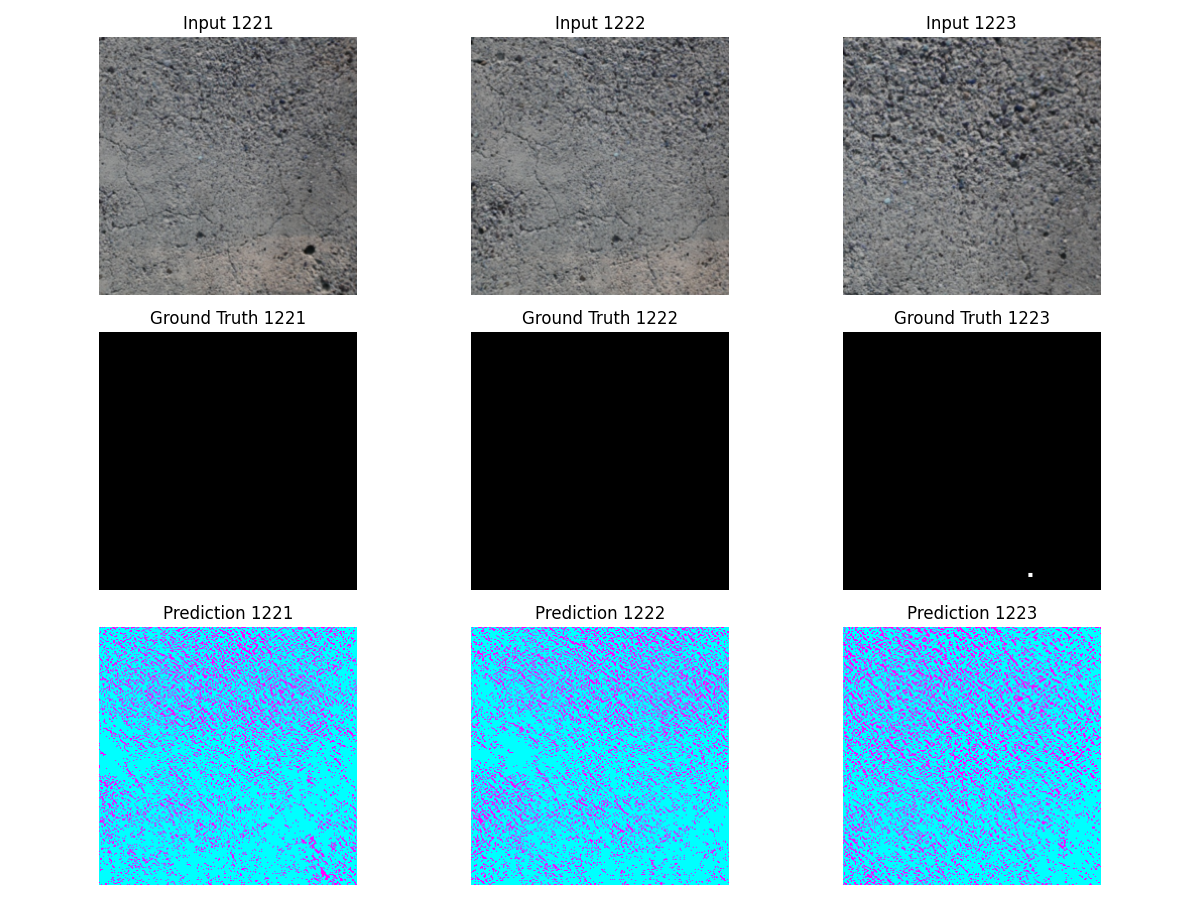 Input 1221
Input 1222
Input 1223
Ground Truth 1221
Ground Truth 1222
Ground Truth 1223
Prediction 1221
Prediction 1222
Prediction 1223